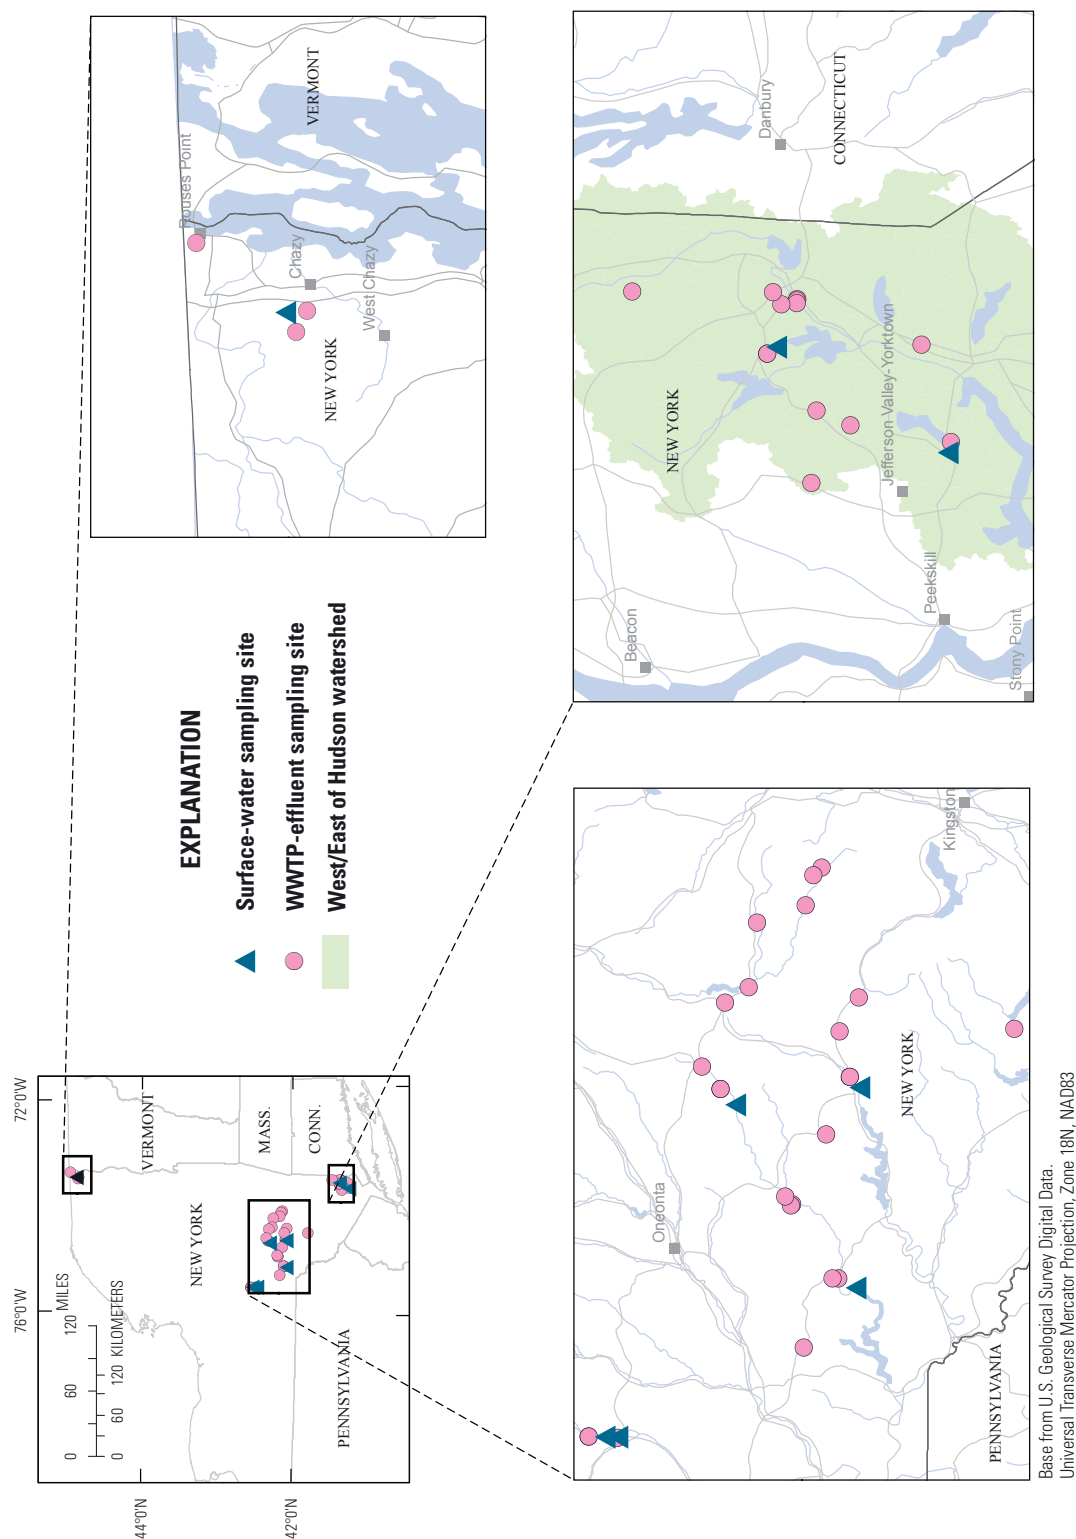 76°0'W
72°0'W
44°0'N
42°0'N
0 60 120 MILES
0 60 120 KILOMETERS
NEW YORK
VERMONT
MASS.
CONN.
PENNSYLVANIA
EXPLANATION
Surface-water sampling site
WWTP-effluent sampling site
West/East of Hudson watershed
Rouses Point
Chazy
West Chazy
NEW YORK
VERMONT
Oneonta
Kingston
NEW YORK
PENNSYLVANIA
Beacon
NEW YORK
Danbury
CONNECTICUT
Jefferson Valley-Yorktown
Peekskill
Stony Point
Base from U.S. Geological Survey Digital Data.
Universal Transverse Mercator Projection, Zone 18N, NAD83